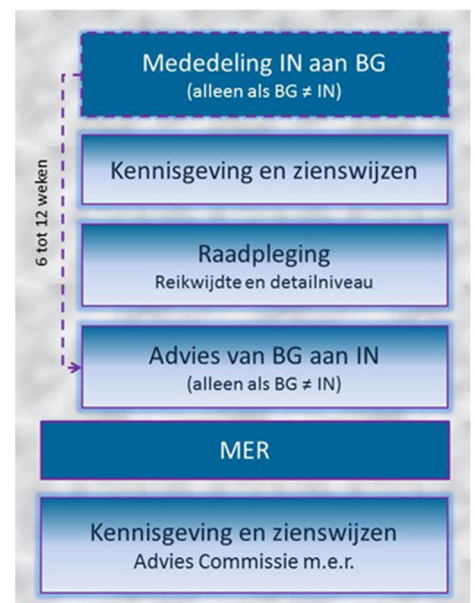 Mededeling IN aan BG
(alleen als BG ≠ IN)
6 tot 12 weken
Kennisgeving en zienswijzen
Raadpleging
Reikwijdte en detailniveau
Advies van BG aan IN
(alleen als BG ≠ IN)
MER
Kennisgeving en zienswijzen
Advies Commissie m.e.r.